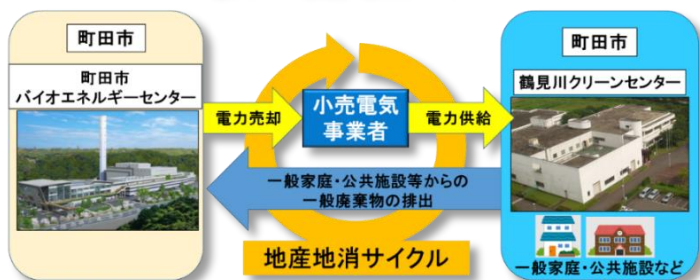 町田市
町田市
バイオエネルギーセンター
電力売却
小売電気
事業者
電力供給
町田市
鶴見川クリーンセンター
一般家庭・公共施設等からの
一般廃棄物の排出
地産地消サイクル
一般家庭・公共施設など